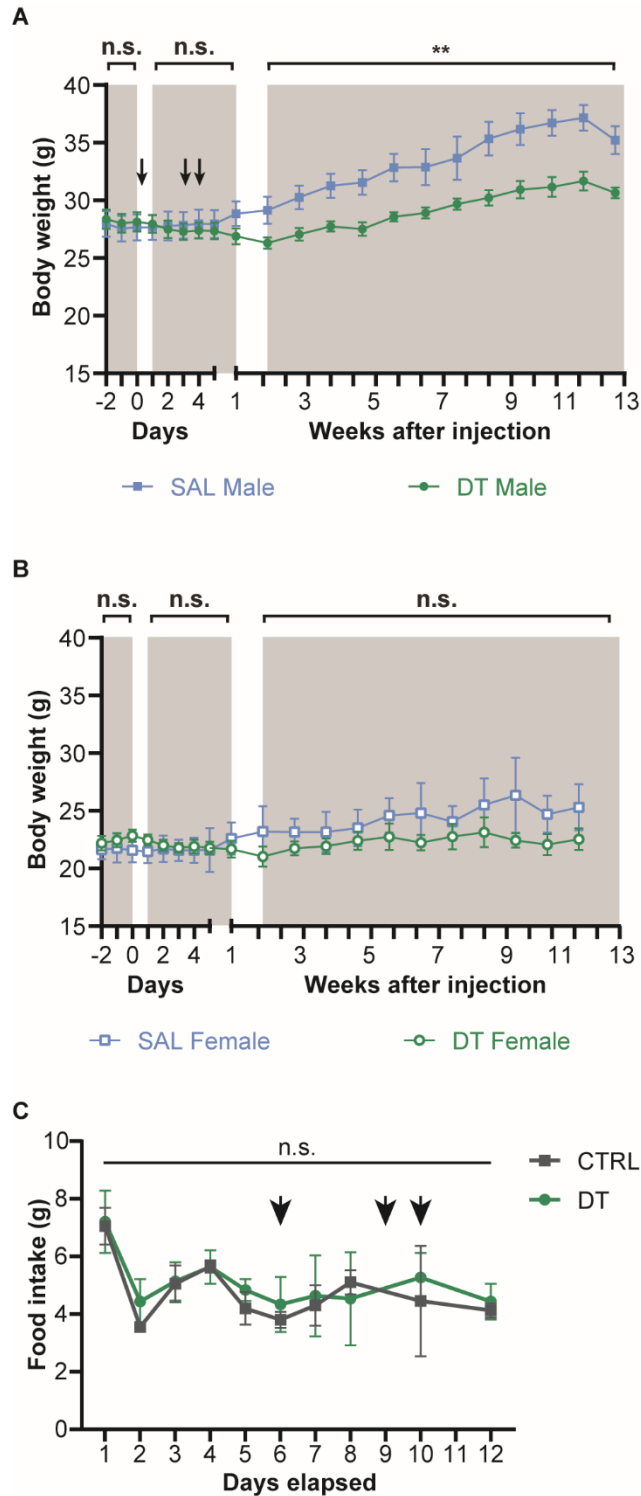 A
n.s. n.s. **
40
35
30
25
20
15
Body weight (g)
-2 0 2 4 1 3 5 7 9 11 13
Days Weeks after injection
SAL Male DT Male
B
n.s. n.s. n.s.
40
35
30
25
20
15
Body weight (g)
-2 0 2 4 1 3 5 7 9 11 13
Days Weeks after injection
SAL Female DT Female
C
n.s.
CTRL
DT
10
8
6
4
2
0
Food intake (g)
1 2 3 4 5 6 7 8 9 10 11 12
Days elapsed